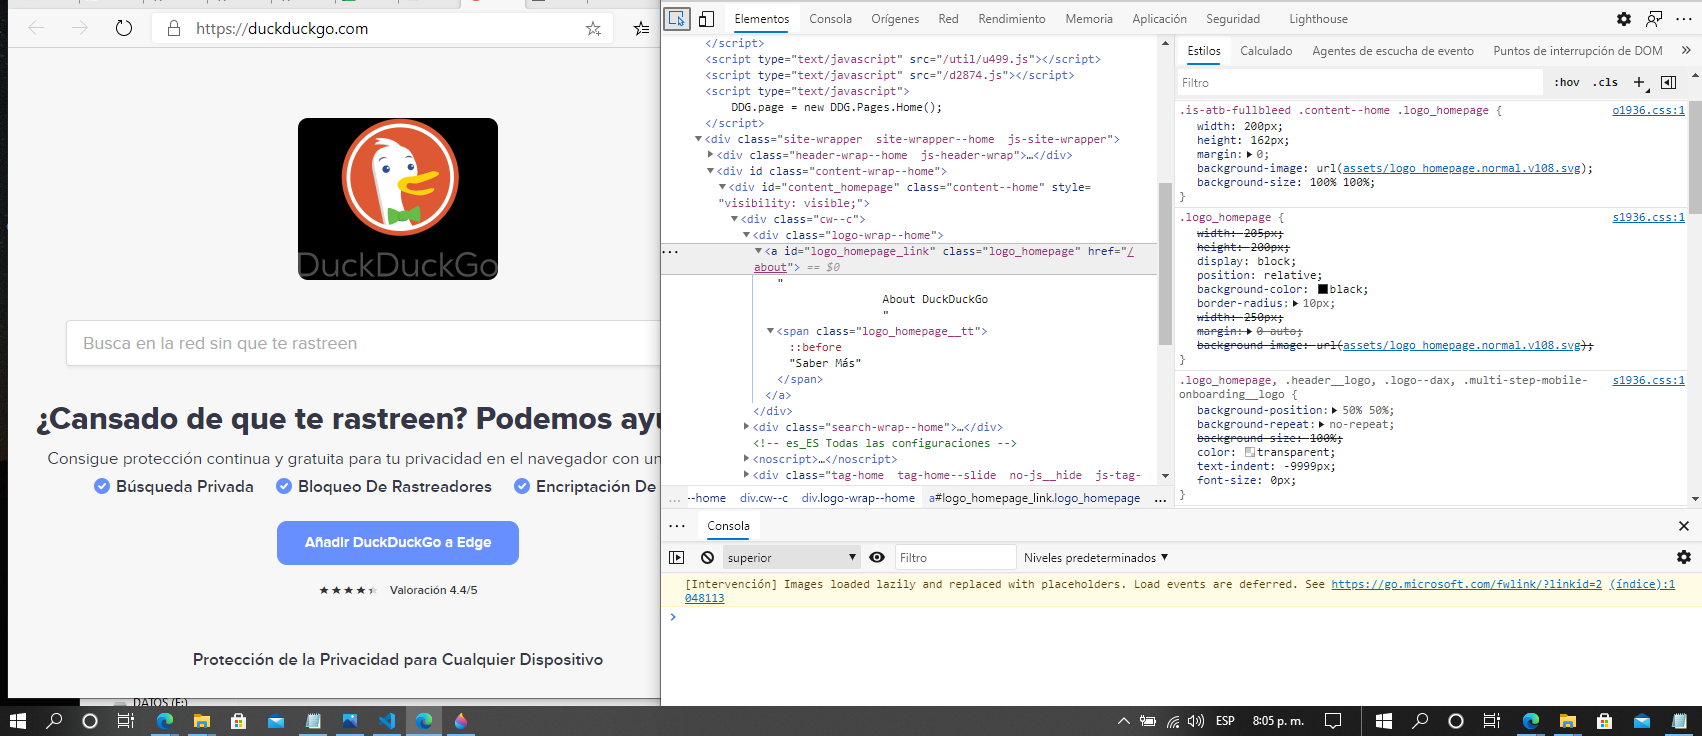 https://duckduckgo.com
DuckDuckGo
Busca en la red sin que te rastreen
¿Cansado de que te rastreen? Podemos ayu
Consigue protección continua y gratuita para tu privacidad en el navegador con un
Búsqueda Privada Bloqueo De Rastreadores Encriptación De
Añadir DuckDuckGo a Edge
★★★★★ Valoración 4.4/5
Protección de la Privacidad para Cualquier Dispositivo
DATOS (F:)
Elementos Consola Orígenes Red Rendimiento Memoria Aplicación Seguridad Lighthouse
</script>
<script type="text/javascript" src="/util/u499.js"></script>
<script type="text/javascript" src="/d2874.js"></script>
<script type="text/javascript">
DDG.page = new DDG.Pages.Home();
</script>
<div class="site-wrapper  site-wrapper--home  js-site-wrapper">
<div class="header-wrap--home  js-header-wrap">…</div>
<div id class="content-wrap--home">
<div id="content_homepage" class="content--home" style=
"visibility: visible;">
<div class="cw--c">
<div class="logo-wrap--home">
... <a id="logo_homepage_link" class="logo_homepage" href="/
about"> == $0
"
About DuckDuckGo
"
<span class="logo_homepage__tt">
::before
"Saber Más"
</span>
</a>
</div>
<div class="search-wrap--home">…</div>
<!-- es_ES Todas las configuraciones -->
<noscript>…</noscript>
<div class="tag-home  tag-home--slide  no-js__hide  js-tag-
... --home div.cw--c div.logo-wrap--home a#logo_homepage_link.logo_homepage ...
Estilos Calculado Agentes de escucha de evento Puntos de interrupción de DOM »
Filtro :hov .cls +
.is-atb-fullbleed .content--home .logo_homepage { o1936.css:1
width: 200px;
height: 162px;
margin: 0;
background-image: url(assets/logo_homepage.normal.v108.svg);
background-size: 100% 100%;
}
.logo_homepage { s1936.css:1
width: 205px;
height: 200px;
display: block;
position: relative;
background-color: black;
border-radius: 10px;
width: 250px;
margin: 0 auto;
background-image: url(assets/logo_homepage.normal.v108.svg);
}
.logo_homepage, .header__logo, .logo--dax, .multi-step-mobile- s1936.css:1
onboarding__logo {
background-position: 50% 50%;
background-repeat: no-repeat;
background-size: 100%;
color: transparent;
text-indent: -9999px;
font-size: 0px;
}
... Consola
superior Filtro Niveles predeterminados
[Intervención] Images loaded lazily and replaced with placeholders. Load events are deferred. See https://go.microsoft.com/fwlink/?linkid=2 (índice):1
048113
ESP 8:05 p. m.